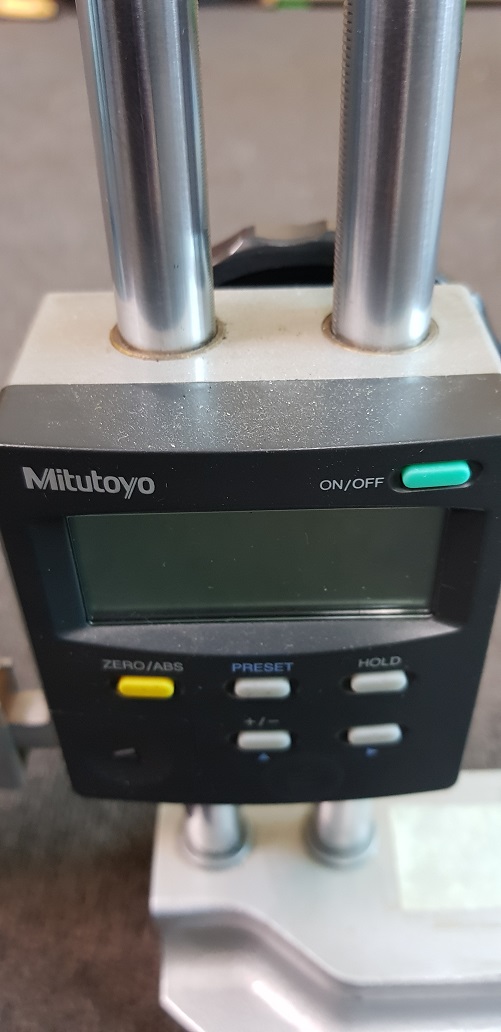 Mitutoyo
ON/OFF
ZERO/ABS
PRESET
HOLD
+/−